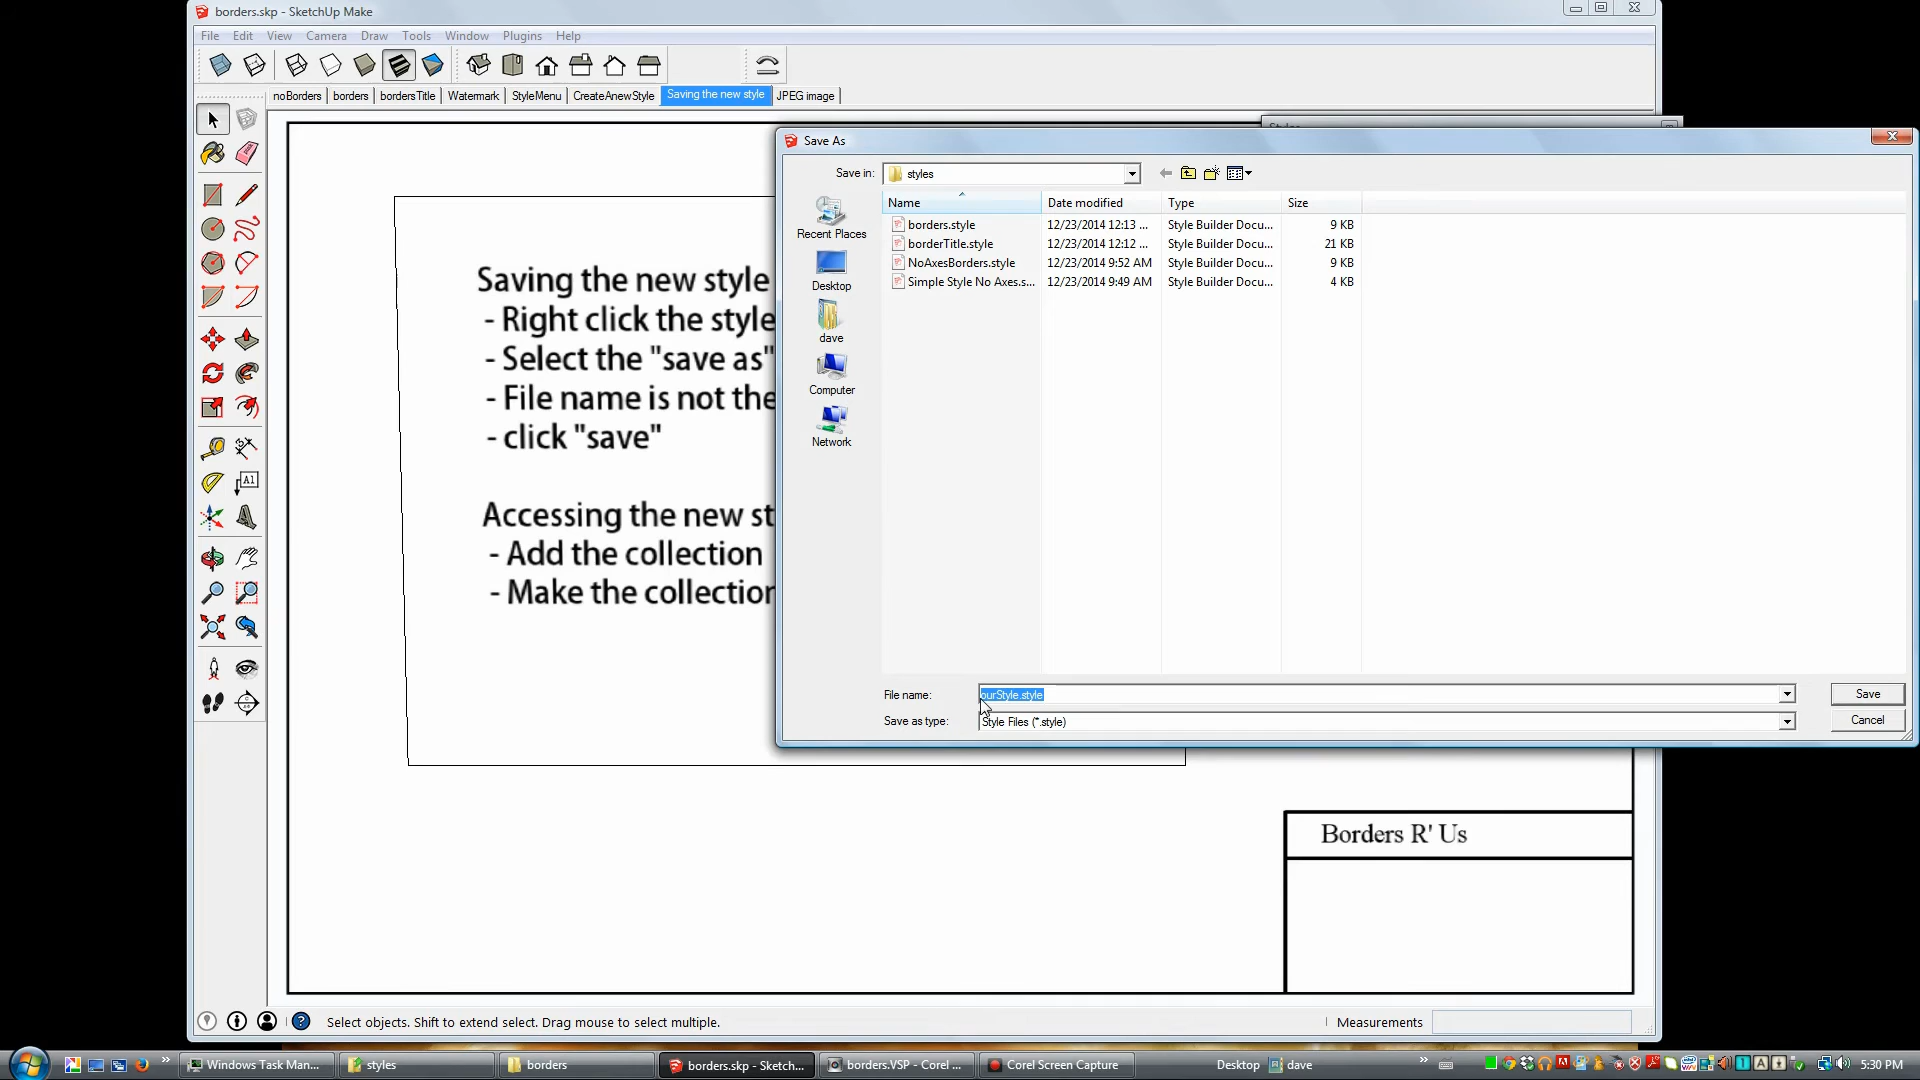 borders.skp - SketchUp Make
File Edit View Camera Draw Tools Window Plugins Help
noBorders borders bordersTitle Watermark StyleMenu CreateAnewStyle Saving the new style JPEG image
Saving the new style
- Right click the style
- Select the "save as"
- File name is not the
- click "save"
Accessing the new st
- Add the collection
- Make the collection
Styles
Save As
Save in: styles
Recent Places
Desktop
dave
Computer
Network
Name Date modified Type Size
borders.style 12/23/2014 12:13 ... Style Builder Docu... 9 KB
borderTitle.style 12/23/2014 12:12 ... Style Builder Docu... 21 KB
NoAxesBorders.style 12/23/2014 9:52 AM Style Builder Docu... 9 KB
Simple Style No Axes.s... 12/23/2014 9:49 AM Style Builder Docu... 4 KB
File name: ourStyle.style Save
Save as type: Style Files (*.style) Cancel
Borders R' Us
Select objects. Shift to extend select. Drag mouse to select multiple. Measurements
Windows Task Man... styles borders borders.skp - Sketch... borders.VSP - Corel ... Corel Screen Capture Desktop dave 5:30 PM